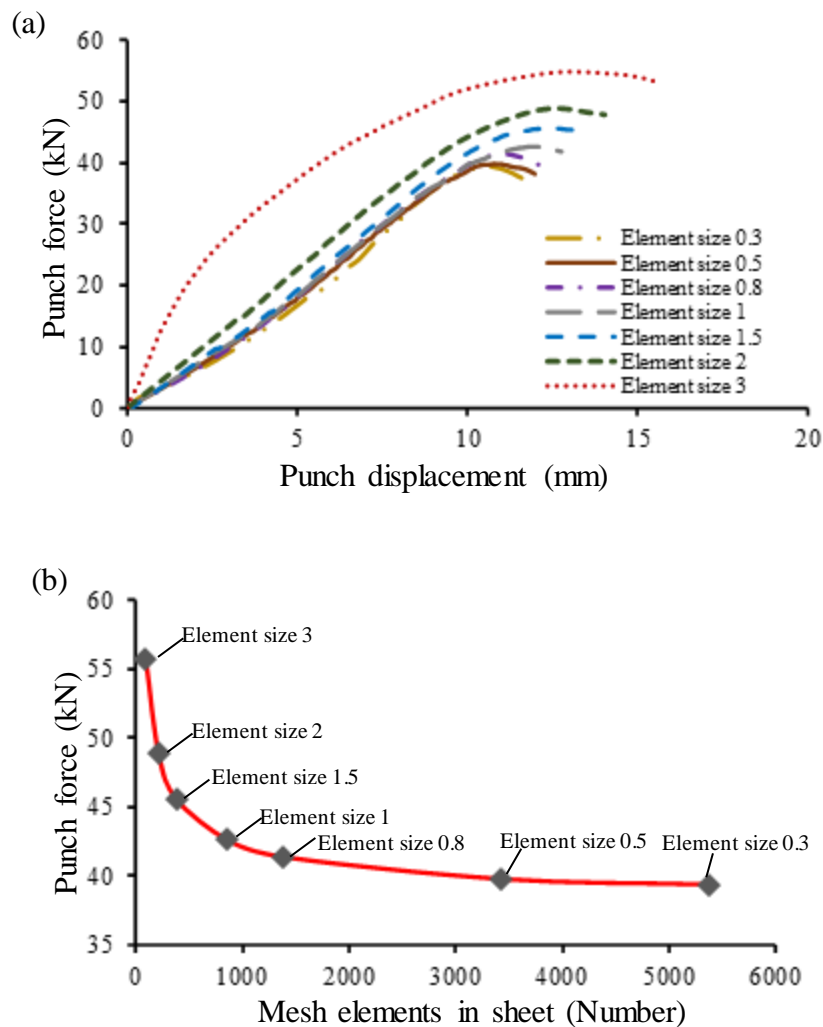 (a)
60
50
40
30
20
10
0
Punch force (kN)
Element size 0.3
Element size 0.5
Element size 0.8
Element size 1
Element size 1.5
Element size 2
Element size 3
0 5 10 15 20
Punch displacement (mm)
(b)
60
55
50
45
40
35
Punch force (kN)
Element size 3
Element size 2
Element size 1.5
Element size 1
Element size 0.8
Element size 0.5
Element size 0.3
0 1000 2000 3000 4000 5000 6000
Mesh elements in sheet (Number)